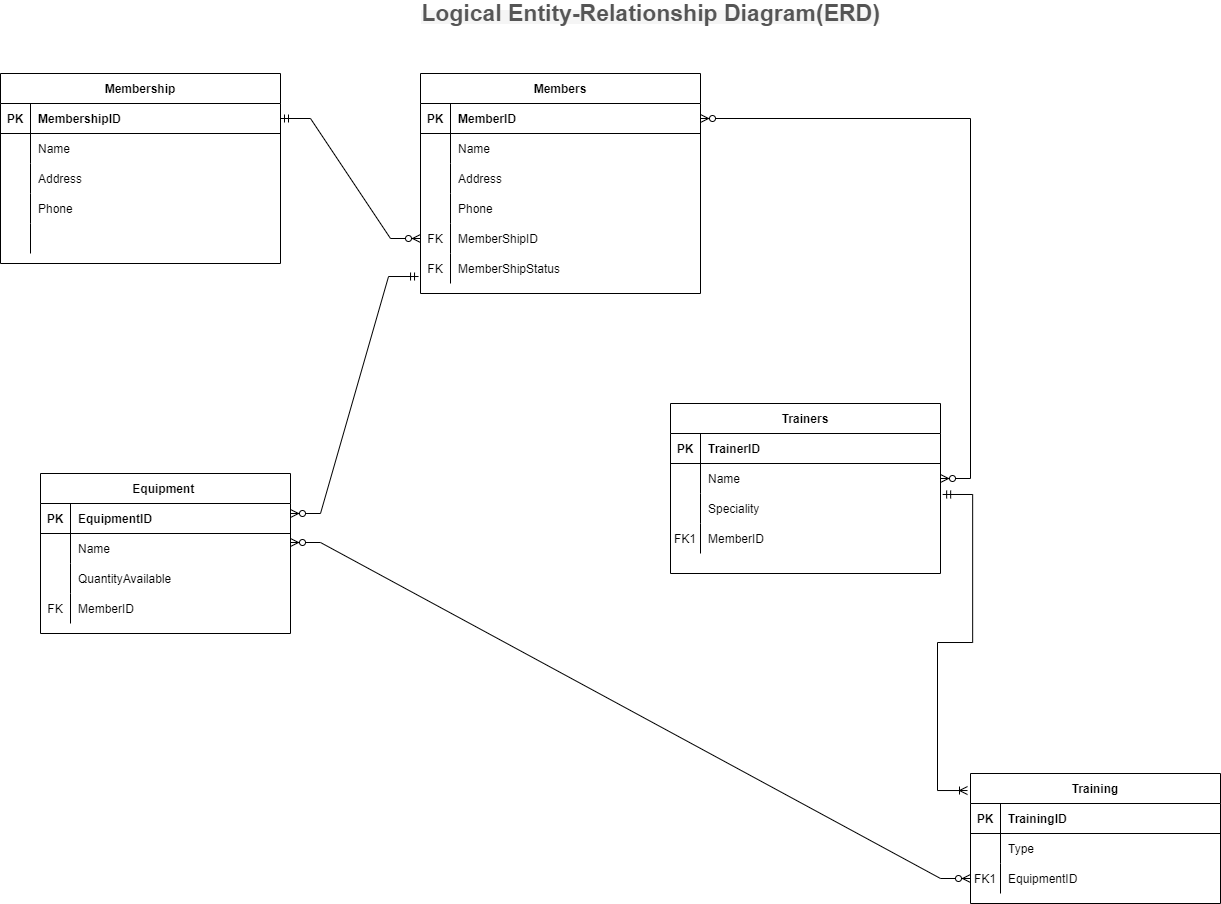 Logical Entity-Relationship Diagram(ERD)
Membership
PK MembershipID
Name
Address
Phone
Members
PK MemberID
Name
Address
Phone
FK MemberShipID
FK MemberShipStatus
Trainers
PK TrainerID
Name
Speciality
FK1 MemberID
Equipment
PK EquipmentID
Name
QuantityAvailable
FK MemberID
Training
PK TrainingID
Type
FK1 EquipmentID